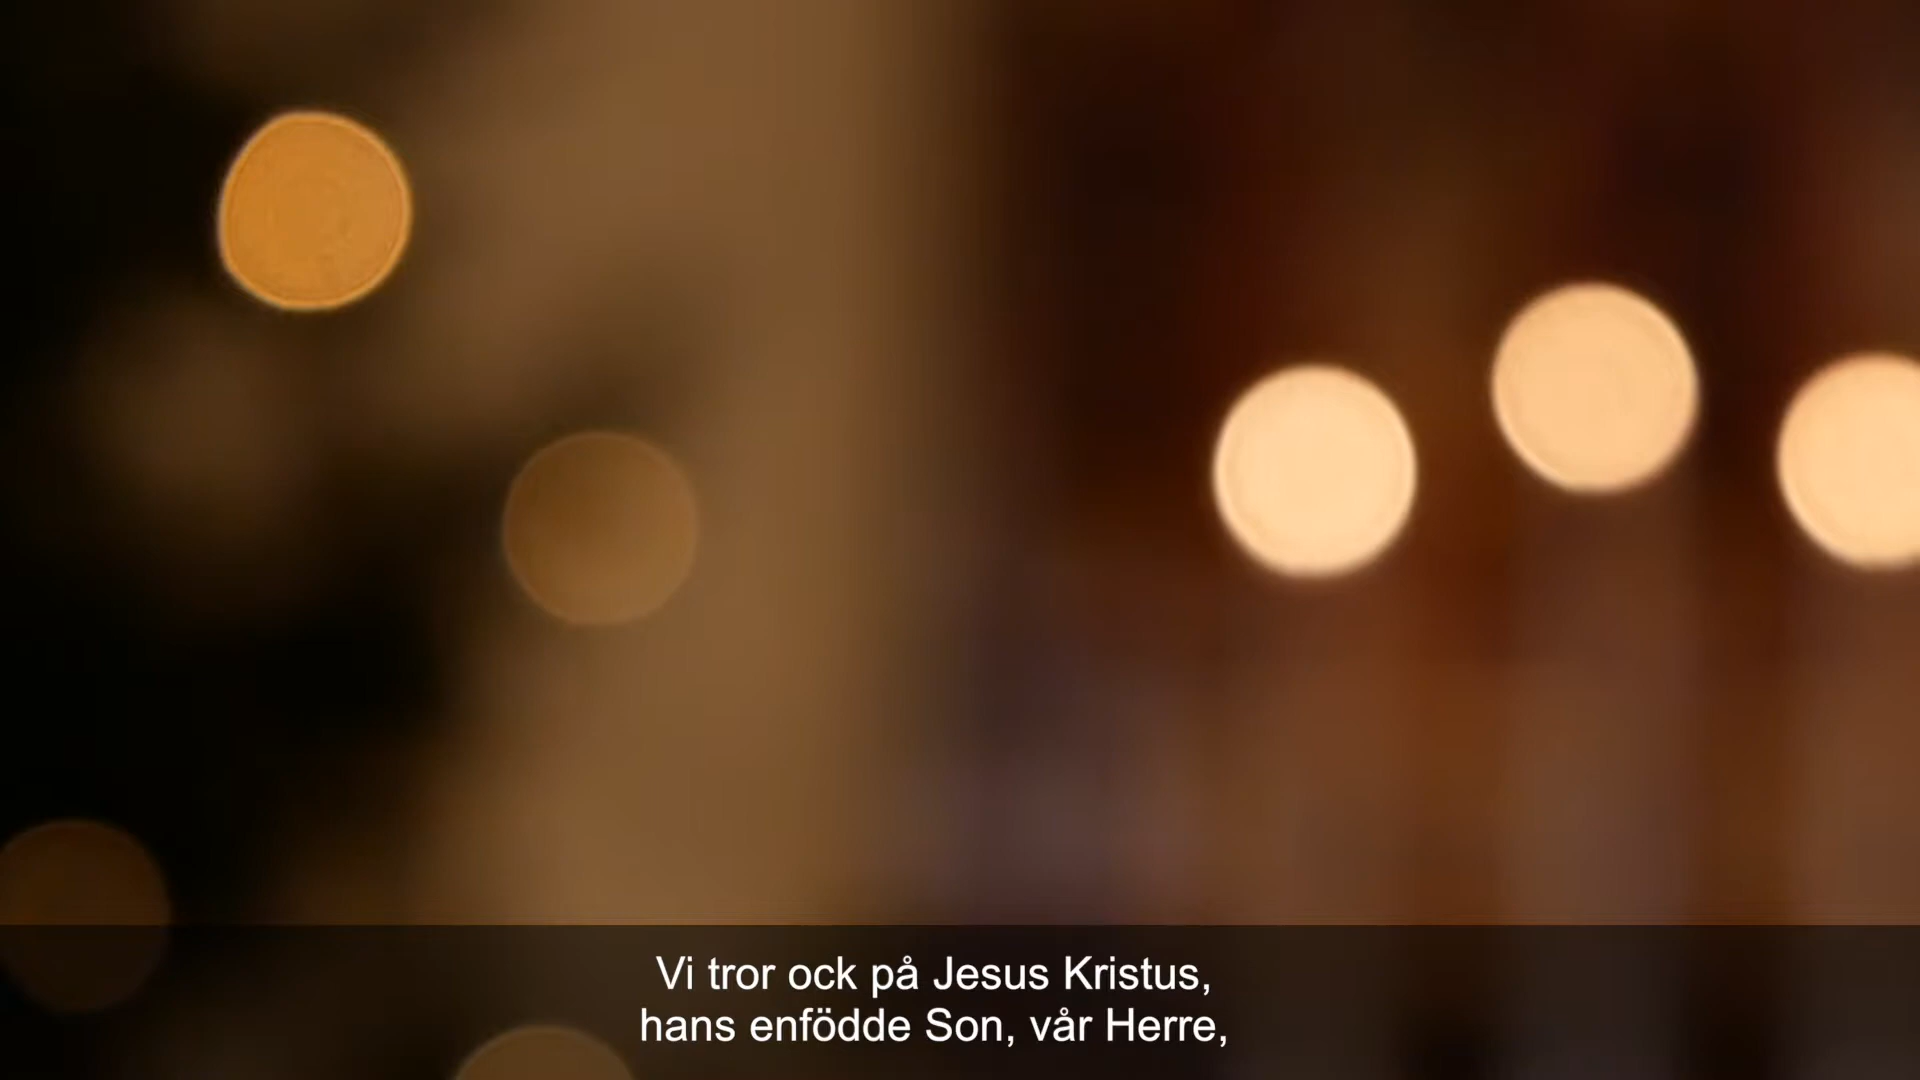 Vi tror ock på Jesus Kristus,
hans enfödde Son, vår Herre,